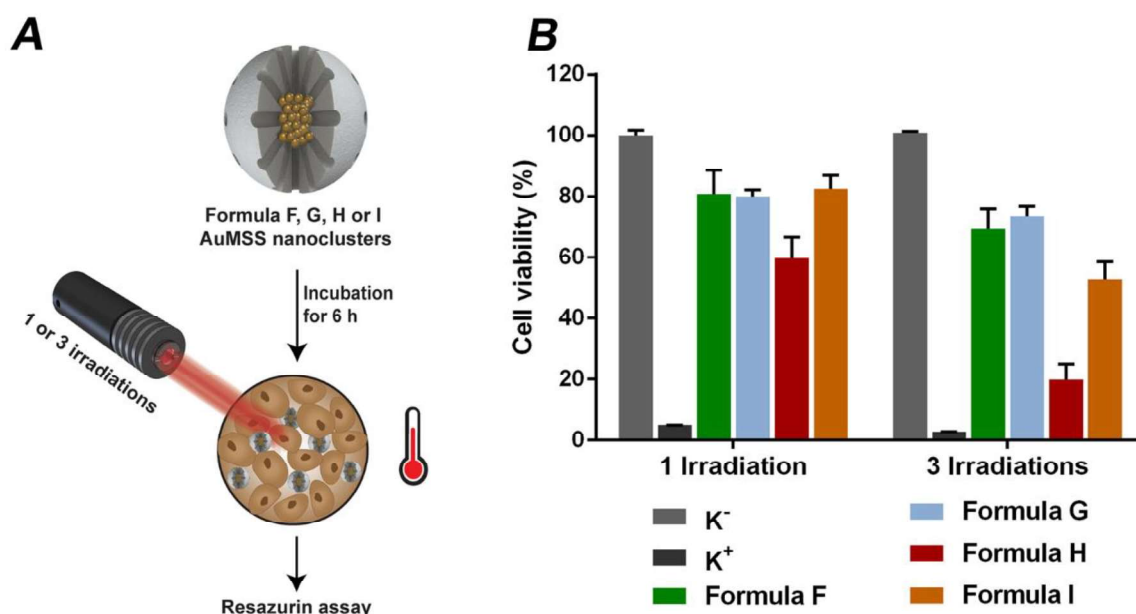 A
Formula F, G, H or I
AuMSS nanoclusters
Incubation
for 6 h
1 or 3 irradiations
Resazurin assay
B
Cell viability (%)
120
100
80
60
40
20
0
1 Irradiation
3 Irradiations
K⁻
K⁺
Formula F
Formula G
Formula H
Formula I